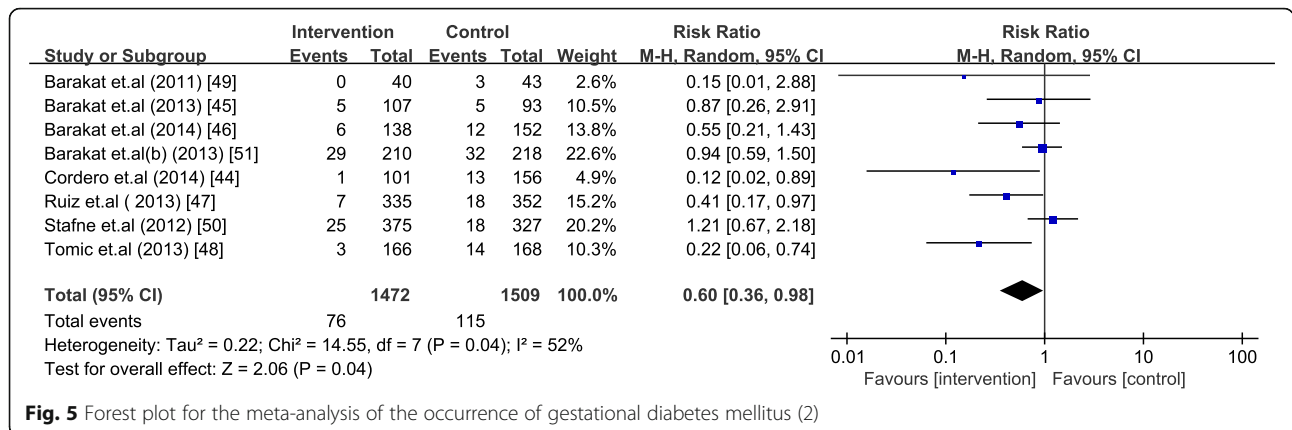 Intervention Control Risk Ratio Risk Ratio
Study or Subgroup Events Total Events Total Weight M-H, Random, 95% CI M-H, Random, 95% CI
Barakat et.al (2011) [49] 0 40 3 43 2.6% 0.15 [0.01, 2.88]
Barakat et.al (2013) [45] 5 107 5 93 10.5% 0.87 [0.26, 2.91]
Barakat et.al (2014) [46] 6 138 12 152 13.8% 0.55 [0.21, 1.43]
Barakat et.al(b) (2013) [51] 29 210 32 218 22.6% 0.94 [0.59, 1.50]
Cordero et.al (2014) [44] 1 101 13 156 4.9% 0.12 [0.02, 0.89]
Ruiz et.al ( 2013) [47] 7 335 18 352 15.2% 0.41 [0.17, 0.97]
Stafne et.al (2012) [50] 25 375 18 327 20.2% 1.21 [0.67, 2.18]
Tomic et.al (2013) [48] 3 166 14 168 10.3% 0.22 [0.06, 0.74]
Total (95% CI) 1472 1509 100.0% 0.60 [0.36, 0.98]
Total events 76 115
Heterogeneity: Tau² = 0.22; Chi² = 14.55, df = 7 (P = 0.04); I² = 52%
Test for overall effect: Z = 2.06 (P = 0.04)
0.01 0.1 1 10 100
Favours [intervention] Favours [control]
Fig. 5 Forest plot for the meta-analysis of the occurrence of gestational diabetes mellitus (2)